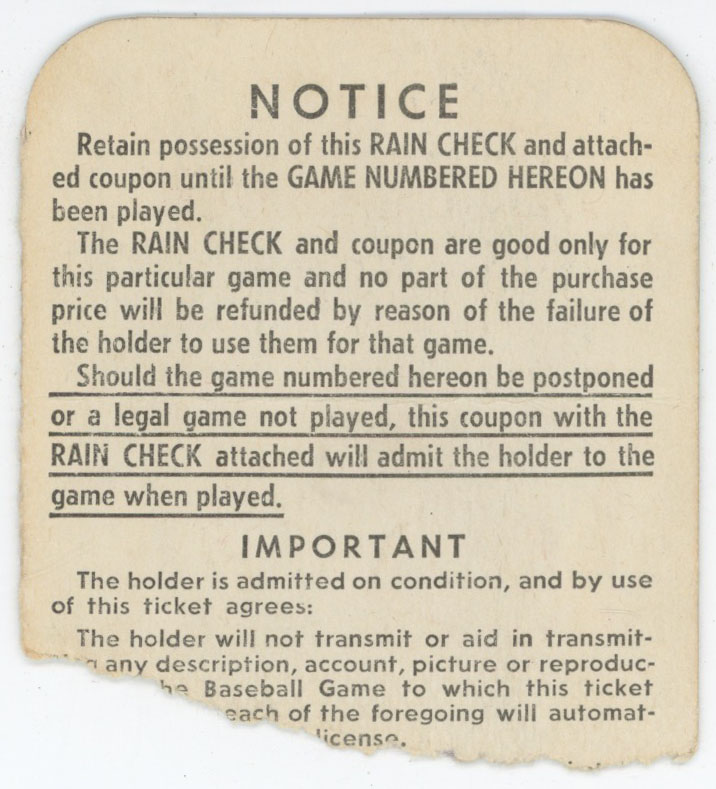 NOTICE
Retain possession of this RAIN CHECK and attach-
ed coupon until the GAME NUMBERED HEREON has
been played.
The RAIN CHECK and coupon are good only for
this particular game and no part of the purchase
price will be refunded by reason of the failure of
the holder to use them for that game.
Should the game numbered hereon be postponed
or a legal game not played, this coupon with the
RAIN CHECK attached will admit the holder to the
game when played.
IMPORTANT
The holder is admitted on condition, and by use
of this ticket agrees:
The holder will not transmit or aid in transmit-
any description, account, picture or reproduc-
he Baseball Game to which this ticket
each of the foregoing will automat-
license.